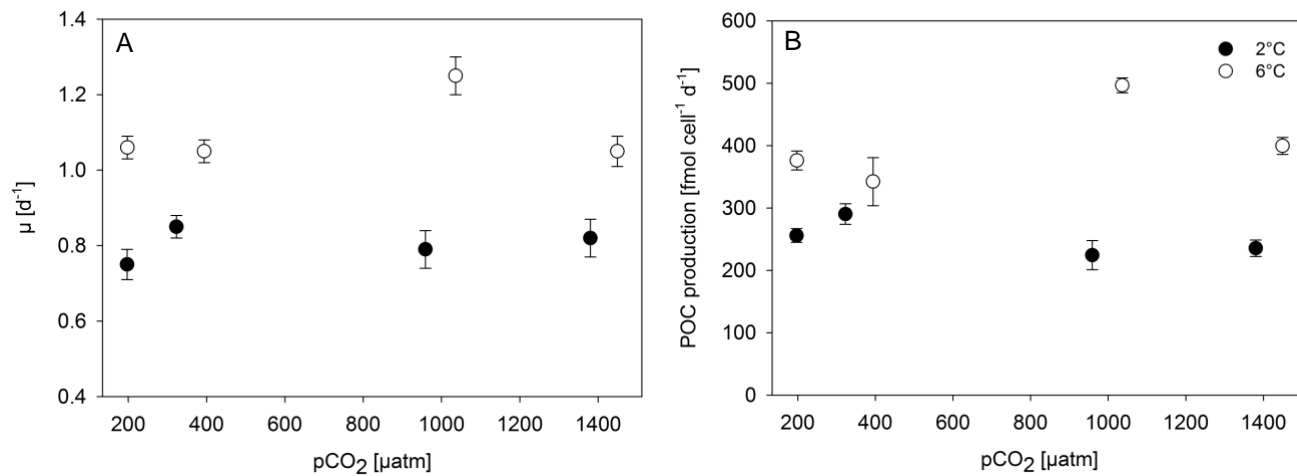 A
1.4
1.2
1.0
0.8
0.6
0.4
µ [d⁻¹]
200 400 600 800 1000 1200 1400
pCO₂ [µatm]
B
2°C
6°C
600
500
400
300
200
100
0
POC production [fmol cell⁻¹ d⁻¹]
200 400 600 800 1000 1200 1400
pCO₂ [µatm]